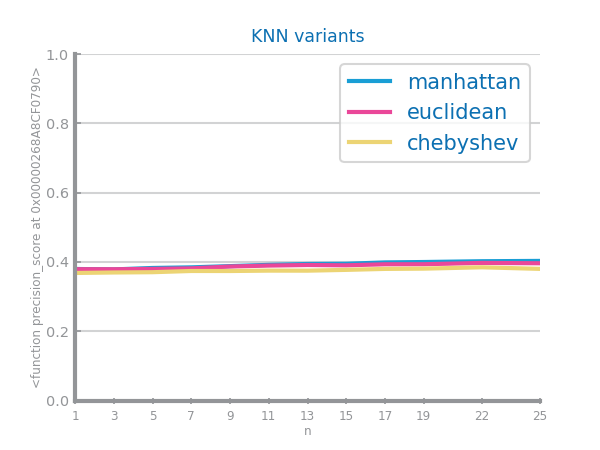 KNN variants
<function precision_score at 0x00000268A8CF0790>
1.0
0.8
0.6
0.4
0.2
0.0
manhattan
euclidean
chebyshev
1 3 5 7 9 11 13 15 17 19 22 25
n